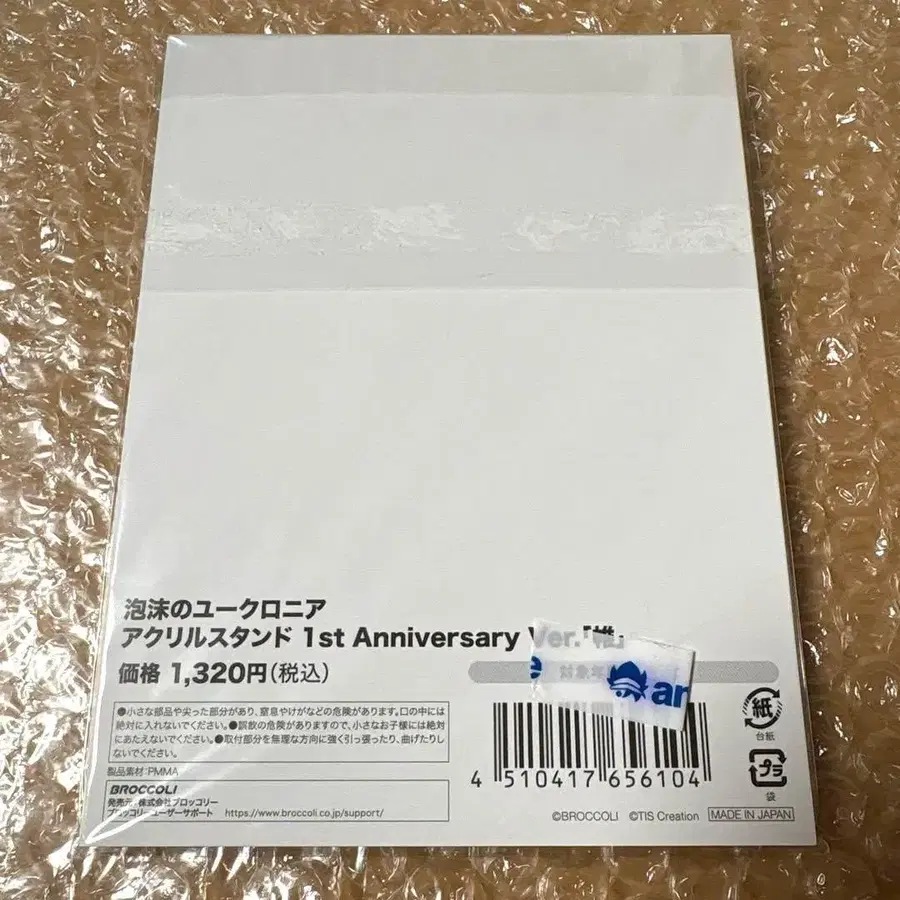 泡沫のユークロニア
アクリルスタンド 1st Anniversary Ver.「椎」
価格 1,320円(税込)
e 対象年 ar
●小さな部品や尖った部分があり、窒息やけがなどの危険があります。口の中には
絶対に入れないでください。●誤飲の危険がありますので、小さなお子様には絶対
にあたえないでください。●取付部分を無理な方向に強く引っ張ったり、曲げたりし
ないでください。
製品素材:PMMA
BROCCOLI
発売元 株式会社ブロッコリー
ブロッコリーユーザーサポート https://www.broccoli.co.jp/support/
4 510417 656104
紙
台紙
プラ
袋
©BROCCOLI ©TIS Creation MADE IN JAPAN